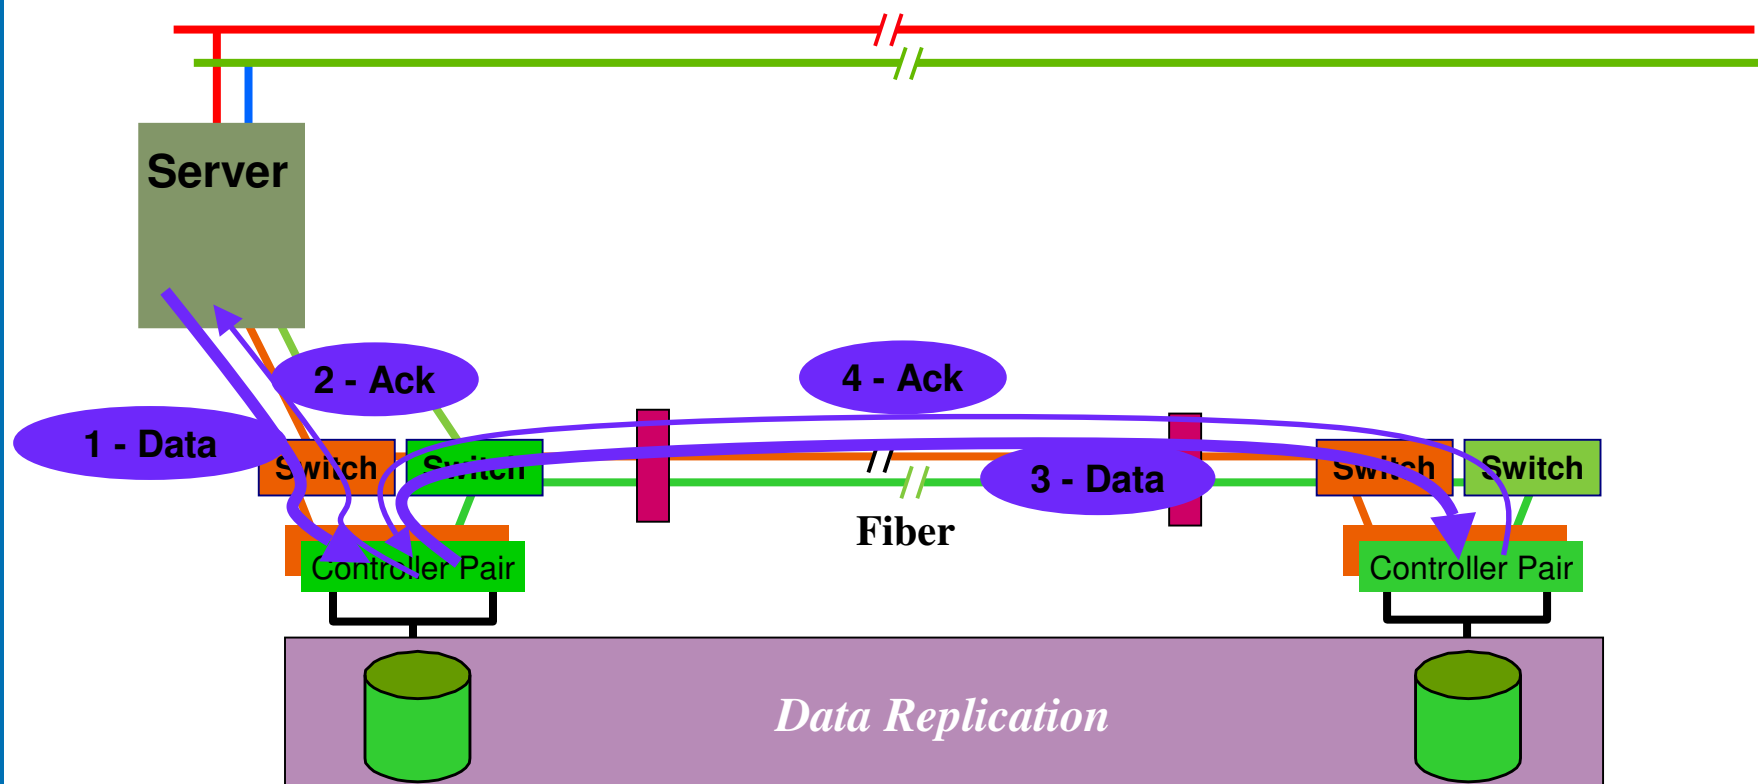 Server
2 - Ack
4 - Ack
1 - Data
Switch
Switch
3 - Data
Switch
Switch
Fiber
Controller Pair
Controller Pair
Data Replication